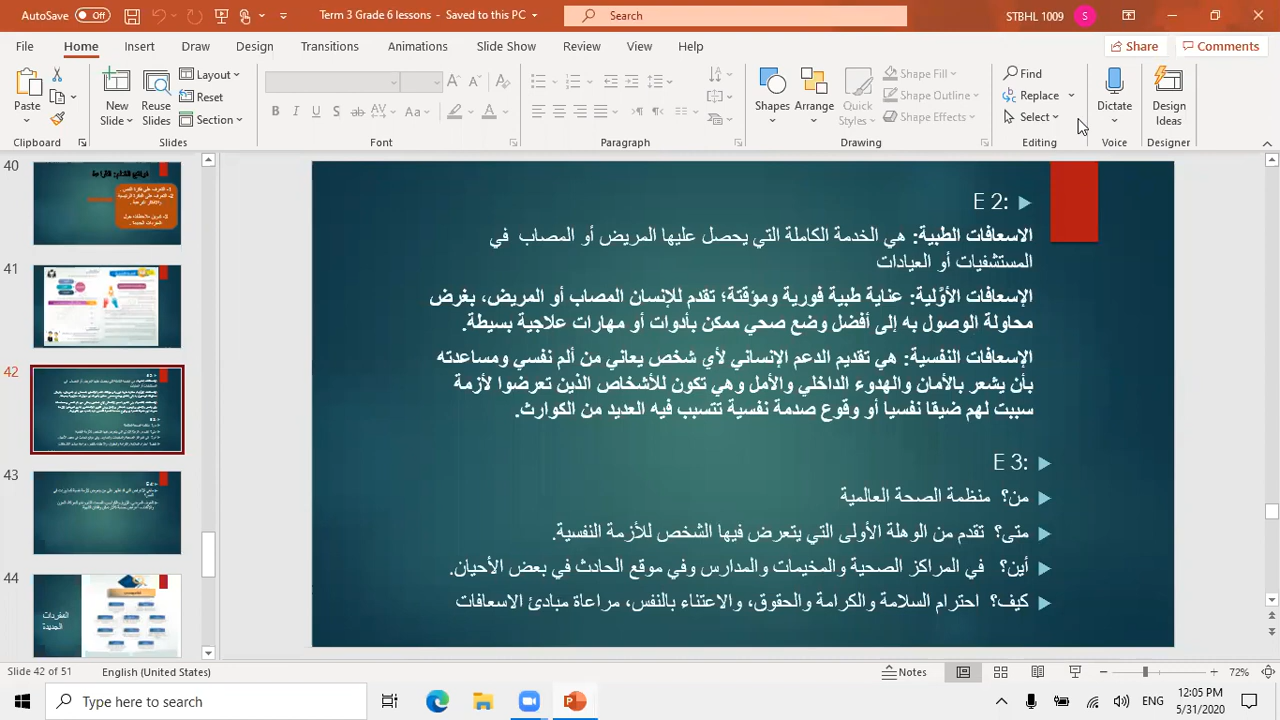 AutoSave
Off
Term 3 Grade 6 lessons - Saved to this PC
Search
STBHL 1009
S
File
Home
Insert
Draw
Design
Transitions
Animations
Slide Show
Review
View
Help
Share
Comments
Paste
New Slide
Reuse Slides
Layout
Reset
Section
Shapes
Arrange
Quick Styles
Shape Fill
Shape Outline
Shape Effects
Find
Replace
Select
Dictate
Design Ideas
Clipboard
Slides
Font
Paragraph
Drawing
Editing
Voice
Designer
40
41
42
43
44
المفردات
الجديدة
E 2:
الاسعافات الطبية: هي الخدمة الكاملة التي يحصل عليها المريض أو المصاب في
المستشفيات أو العيادات
الإسعافات الأوَّلية: عناية طبية فورية ومؤقتة؛ تقدم للإنسان المصاب أو المريض، بغرض
محاولة الوصول به إلى أفضل وضع صحي ممكن بأدوات أو مهارات علاجية بسيطة.
الإسعافات النفسية: هي تقديم الدعم الإنساني لأي شخص يعاني من ألم نفسي ومساعدته
بأن يشعر بالأمان والهدوء الداخلي والأمل وهي تكون للأشخاص الذين تعرضوا لأزمة
سببت لهم ضيقا نفسيا أو وقوع صدمة نفسية تتسبب فيه العديد من الكوارث.
E 3:
من؟ منظمة الصحة العالمية
متى؟ تقدم من الوهلة الأولى التي يتعرض فيها الشخص للأزمة النفسية.
أين؟ في المراكز الصحية والمخيمات والمدارس وفي موقع الحادث في بعض الأحيان.
كيف؟ احترام السلامة والكرامة والحقوق، والاعتناء بالنفس، مراعاة مبادئ الاسعافات
Slide 42 of 51
English (United States)
Notes
72%
Type here to search
ENG
12:05 PM
5/31/2020